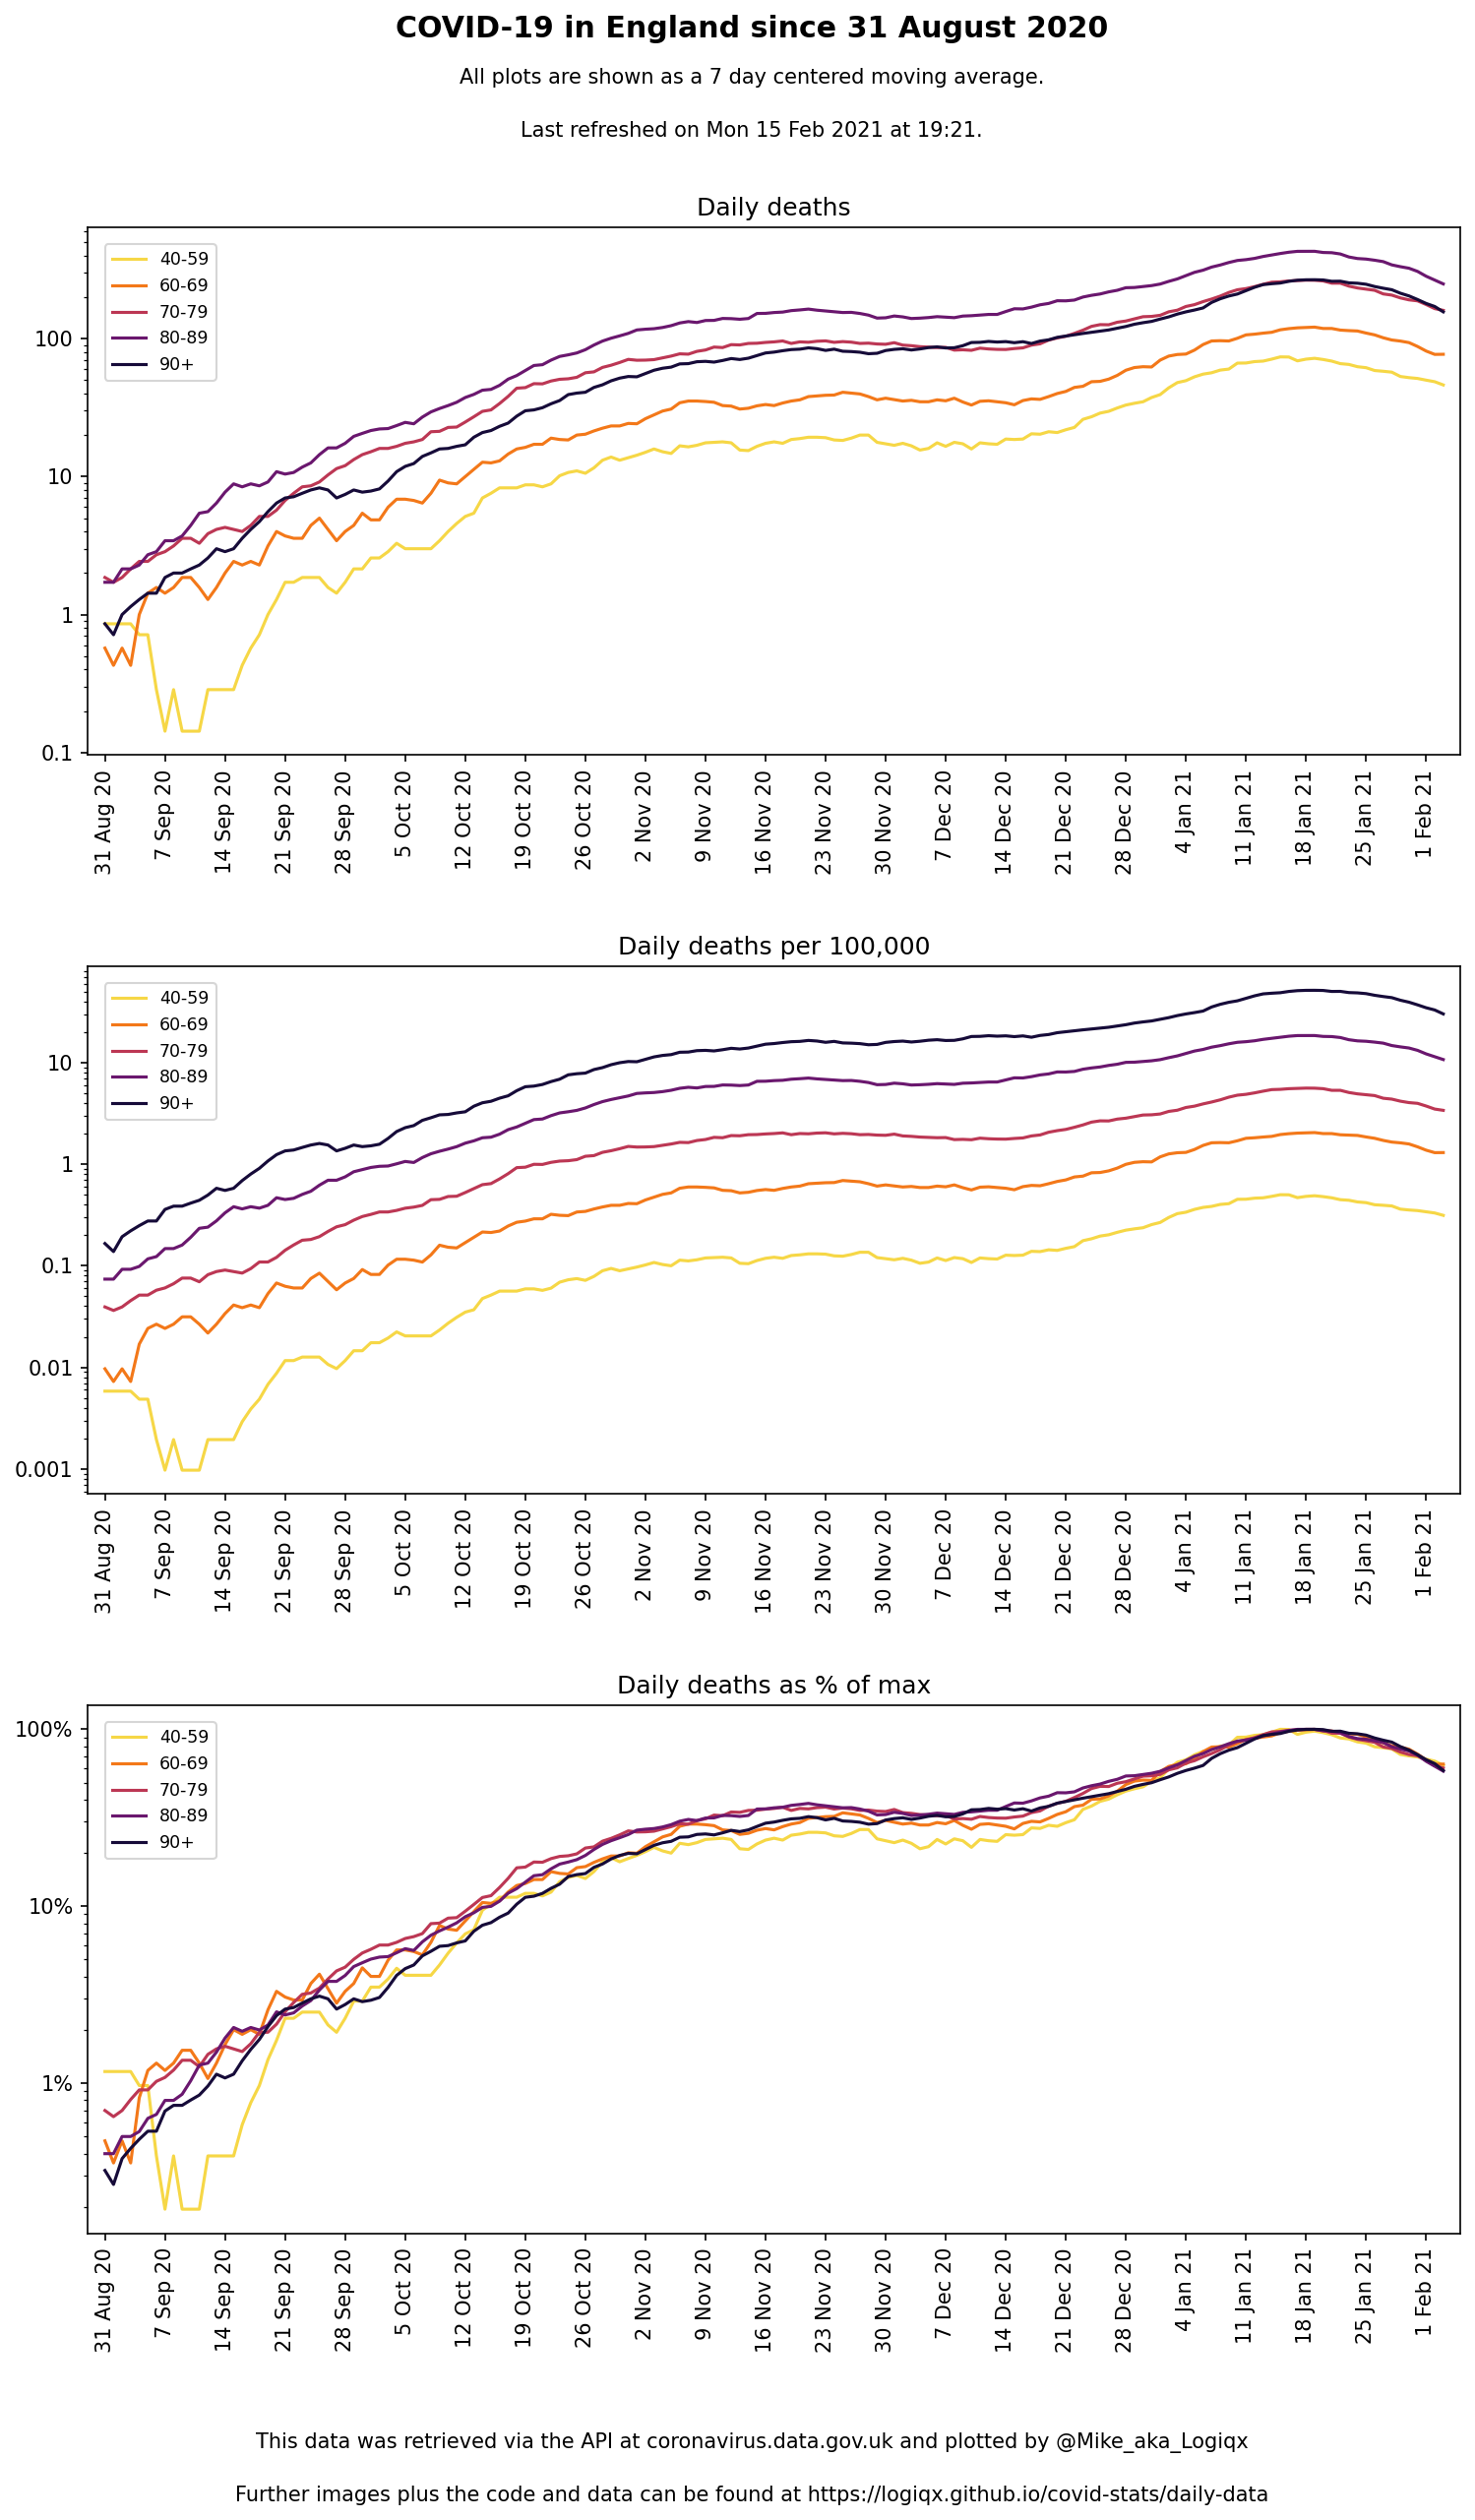 COVID-19 in England since 31 August 2020
All plots are shown as a 7 day centered moving average.
Last refreshed on Mon 15 Feb 2021 at 19:21.
Daily deaths
40-59
60-69
70-79
80-89
90+
100
10
1
0.1
31 Aug 20
7 Sep 20
14 Sep 20
21 Sep 20
28 Sep 20
5 Oct 20
12 Oct 20
19 Oct 20
26 Oct 20
2 Nov 20
9 Nov 20
16 Nov 20
23 Nov 20
30 Nov 20
7 Dec 20
14 Dec 20
21 Dec 20
28 Dec 20
4 Jan 21
11 Jan 21
18 Jan 21
25 Jan 21
1 Feb 21
Daily deaths per 100,000
40-59
60-69
70-79
80-89
90+
10
1
0.1
0.01
0.001
31 Aug 20
7 Sep 20
14 Sep 20
21 Sep 20
28 Sep 20
5 Oct 20
12 Oct 20
19 Oct 20
26 Oct 20
2 Nov 20
9 Nov 20
16 Nov 20
23 Nov 20
30 Nov 20
7 Dec 20
14 Dec 20
21 Dec 20
28 Dec 20
4 Jan 21
11 Jan 21
18 Jan 21
25 Jan 21
1 Feb 21
Daily deaths as % of max
40-59
60-69
70-79
80-89
90+
100%
10%
1%
31 Aug 20
7 Sep 20
14 Sep 20
21 Sep 20
28 Sep 20
5 Oct 20
12 Oct 20
19 Oct 20
26 Oct 20
2 Nov 20
9 Nov 20
16 Nov 20
23 Nov 20
30 Nov 20
7 Dec 20
14 Dec 20
21 Dec 20
28 Dec 20
4 Jan 21
11 Jan 21
18 Jan 21
25 Jan 21
1 Feb 21
This data was retrieved via the API at coronavirus.data.gov.uk and plotted by @Mike_aka_Logiqx
Further images plus the code and data can be found at https://logiqx.github.io/covid-stats/daily-data